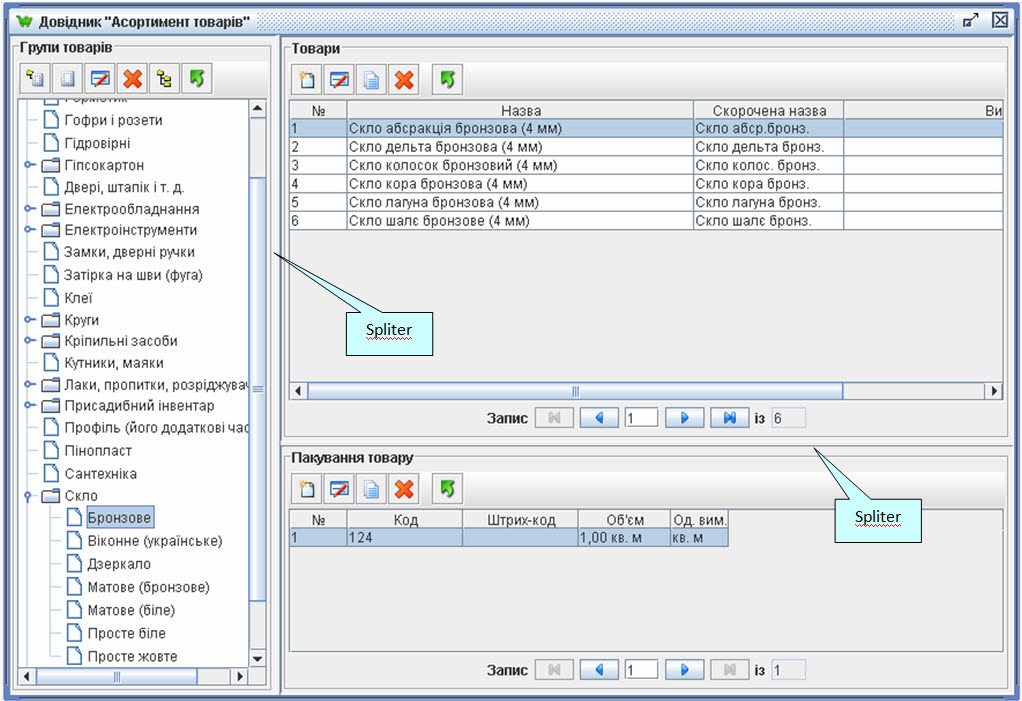 Довідник "Асортимент товарів"
Групи товарів
Гофри і розети
Гідровірні
Гіпсокартон
Двері, штапік і т. д.
Електрообладнання
Електроінструменти
Замки, дверні ручки
Затірка на шви (фуга)
Клеї
Круги
Кріпильні засоби
Кутники, маяки
Лаки, пропитки, розріджувач
Присадибний інвентар
Профіль (його додаткові час
Пінопласт
Сантехніка
Скло
Бронзове
Віконне (українське)
Дзеркало
Матове (бронзове)
Матове (біле)
Просте біле
Просте жовте
Товари
№ Назва Скорочена назва Ви
1 Скло абсракція бронзова (4 мм) Скло абср.бронз.
2 Скло дельта бронзова (4 мм) Скло дельта бронз.
3 Скло колосок бронзовий (4 мм) Скло колос. бронз.
4 Скло кора бронзова (4 мм) Скло кора бронз.
5 Скло лагуна бронзова (4 мм) Скло лагуна бронз.
6 Скло шалє бронзове (4 мм) Скло шалє бронз.
Spliter
Запис 1 із 6
Пакування товару
Spliter
№ Код Штрих-код Об'єм Од. вим.
1 124 1,00 кв. м кв. м
Запис 1 із 1